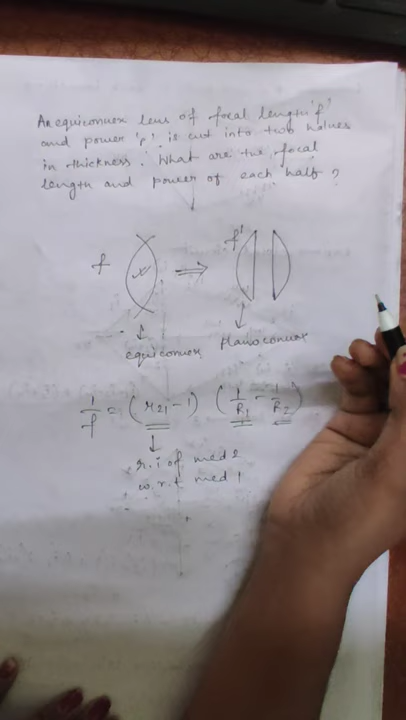 An equiconvex lens of focal length 'f'
and power 'P' is cut into two halves
in thickness. What are the focal
length and power of each half?
f f'
equiconvex planoconvex
1/f = (μ21 - 1) (1/R1 - 1/R2)
r.i of med 2
w.r.t med 1